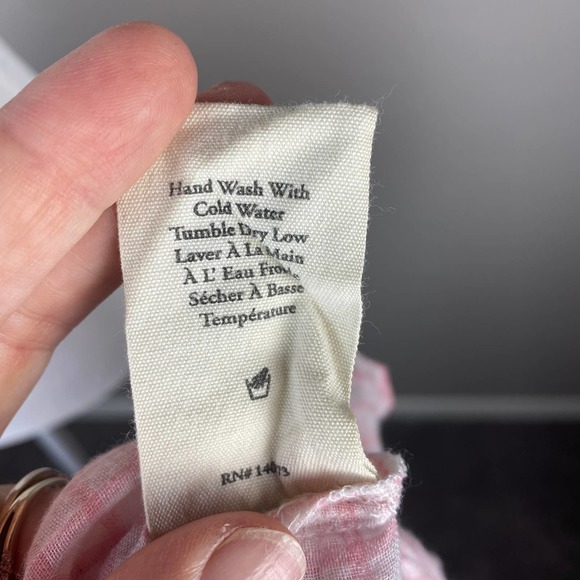 Hand Wash With
Cold Water
Tumble Dry Low
Laver À La Main
À L' Eau
Sécher À Basse
Température
RN#